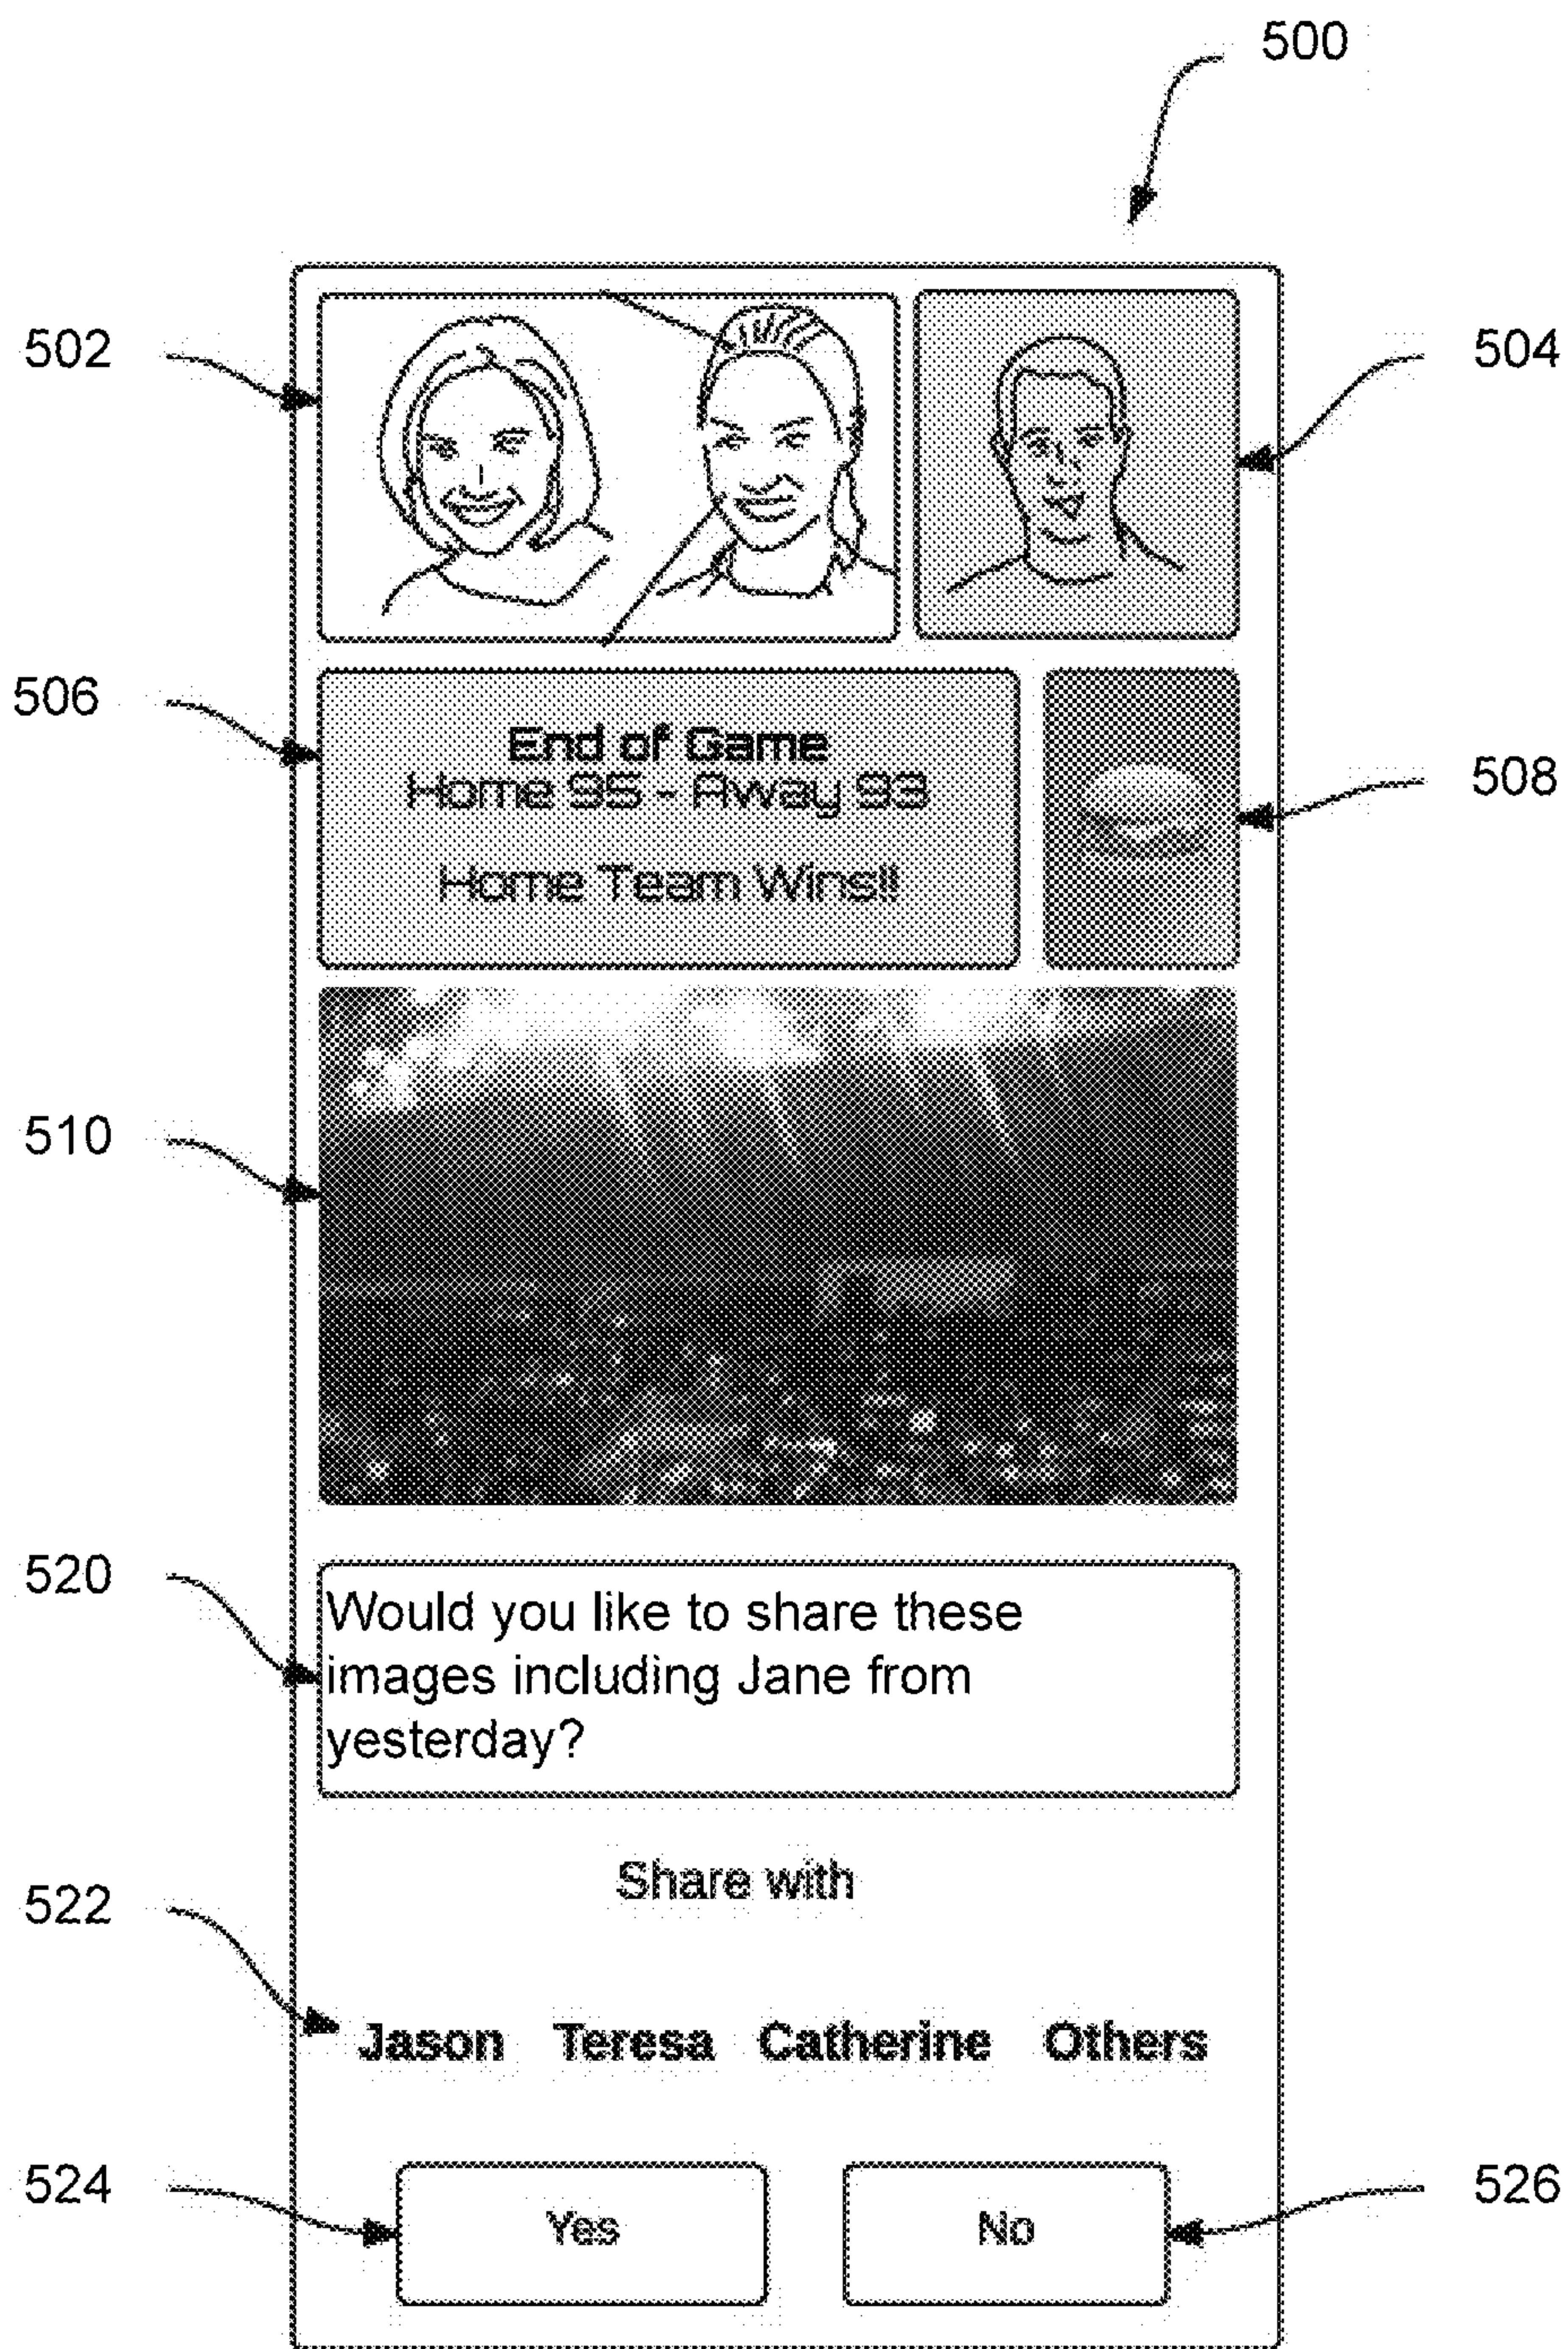 500
502
504
506
End of Game
Home 95 - Away 93
Home Team Wins!!
508
510
520
Would you like to share these
images including Jane from
yesterday?
Share with
522
Jason Teresa Catherine Others
524
Yes
No
526